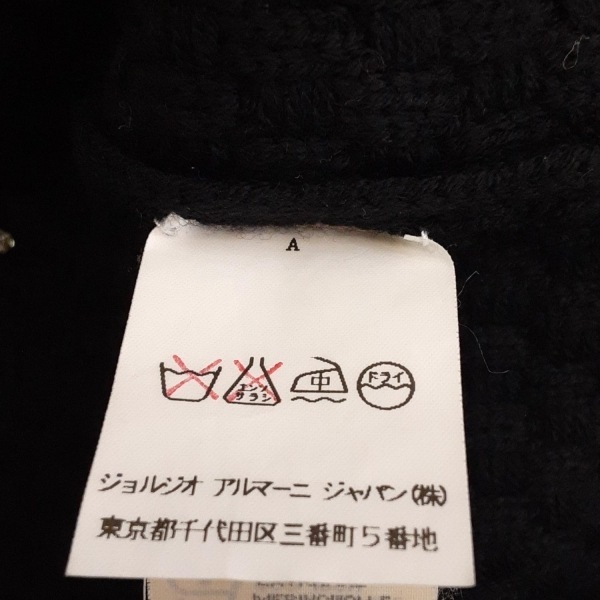 A
エンソ サラシ 中 ドライ
ジョルジオ アルマーニ ジャパン(株)
東京都千代田区三番町5番地